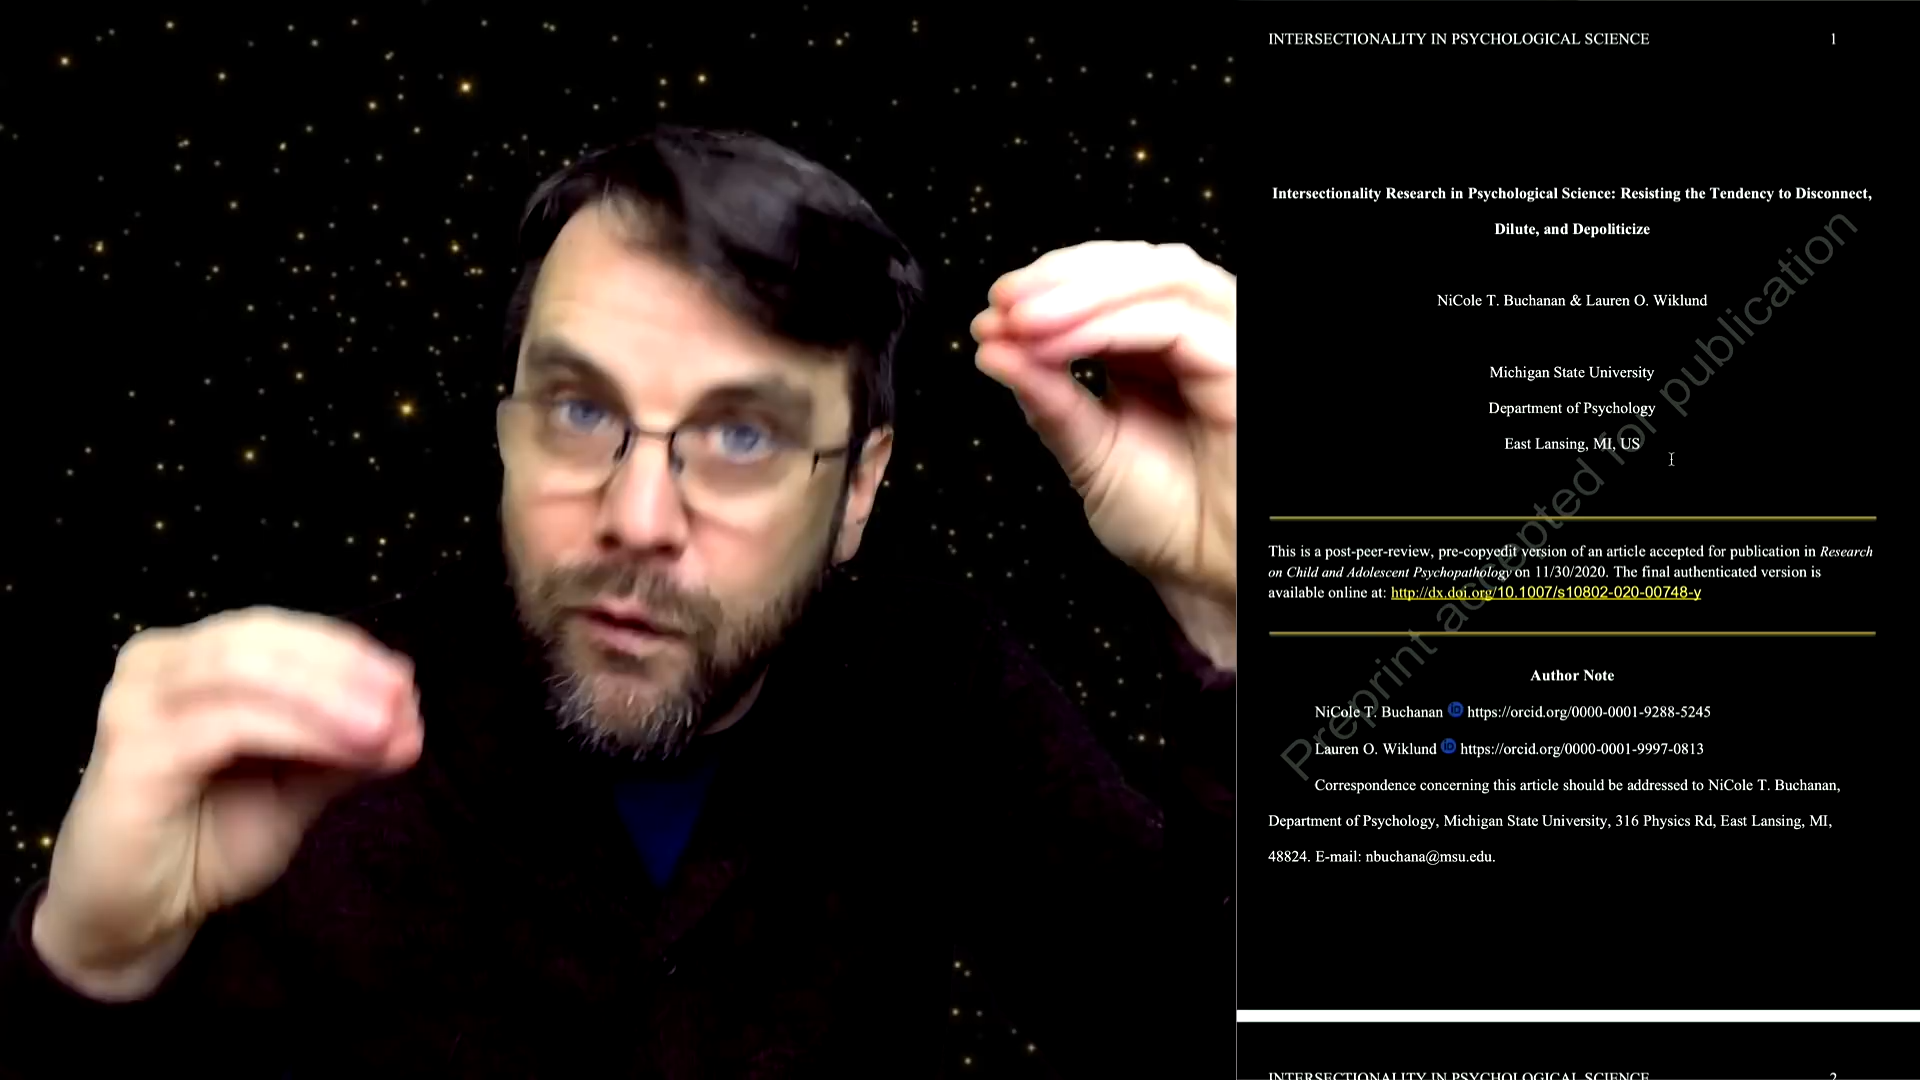 INTERSECTIONALITY IN PSYCHOLOGICAL SCIENCE 1
Intersectionality Research in Psychological Science: Resisting the Tendency to Disconnect,
Dilute, and Depoliticize
NiCole T. Buchanan & Lauren O. Wiklund
Michigan State University
Department of Psychology
East Lansing, MI, US
This is a post-peer-review, pre-copyedit version of an article accepted for publication in Research
on Child and Adolescent Psychopathology on 11/30/2020. The final authenticated version is
available online at: http://dx.doi.org/10.1007/s10802-020-00748-y
Author Note
NiCole T. Buchanan iD https://orcid.org/0000-0001-9288-5245
Lauren O. Wiklund iD https://orcid.org/0000-0001-9997-0813
Correspondence concerning this article should be addressed to NiCole T. Buchanan,
Department of Psychology, Michigan State University, 316 Physics Rd, East Lansing, MI,
48824. E-mail: nbuchana@msu.edu.
Preprint accepted for publication
INTERSECTIONALITY IN PSYCHOLOGICAL SCIENCE 2